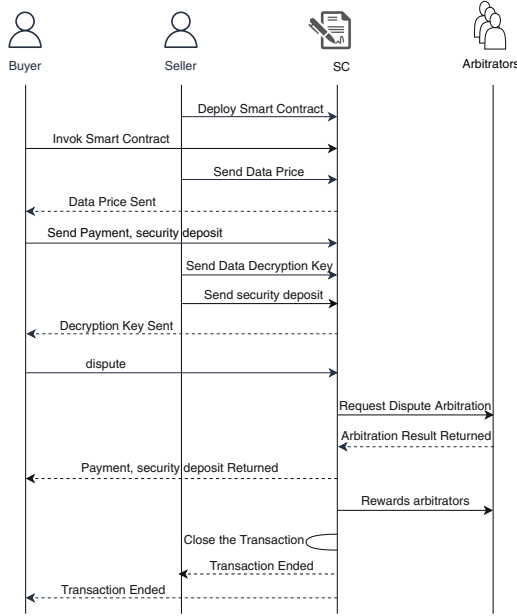 Buyer
Seller
SC
Arbitrators
Deploy Smart Contract
Invok Smart Contract
Send Data Price
Data Price Sent
Send Payment, security deposit
Send Data Decryption Key
Send security deposit
Decryption Key Sent
dispute
Request Dispute Arbitration
Arbitration Result Returned
Payment, security deposit Returned
Rewards arbitrators
Close the Transaction
Transaction Ended
Transaction Ended